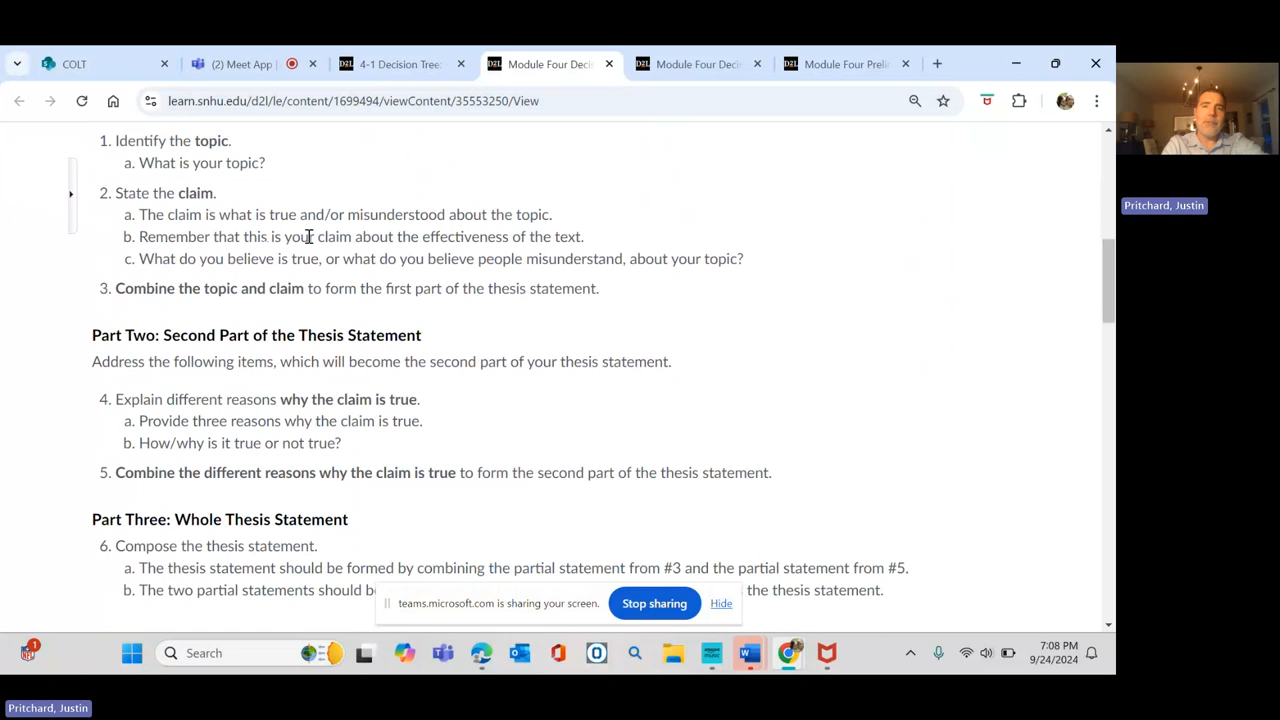 COLT
(2) Meet App
4-1 Decision Tree:
D2L
Module Four Deci
D2L
Module Four Deci
D2L
Module Four Preli
D2L
learn.snhu.edu/d2l/le/content/1699494/viewContent/35553250/View
1. Identify the topic.
a. What is your topic?
2. State the claim.
a. The claim is what is true and/or misunderstood about the topic.
b. Remember that this is your claim about the effectiveness of the text.
c. What do you believe is true, or what do you believe people misunderstand, about your topic?
3. Combine the topic and claim to form the first part of the thesis statement.
Part Two: Second Part of the Thesis Statement
Address the following items, which will become the second part of your thesis statement.
4. Explain different reasons why the claim is true.
a. Provide three reasons why the claim is true.
b. How/why is it true or not true?
5. Combine the different reasons why the claim is true to form the second part of the thesis statement.
Part Three: Whole Thesis Statement
6. Compose the thesis statement.
a. The thesis statement should be formed by combining the partial statement from #3 and the partial statement from #5.
b. The two partial statements should be
the thesis statement.
teams.microsoft.com is sharing your screen.
Stop sharing
Hide
1
Search
7:08 PM
9/24/2024
Pritchard, Justin
Pritchard, Justin